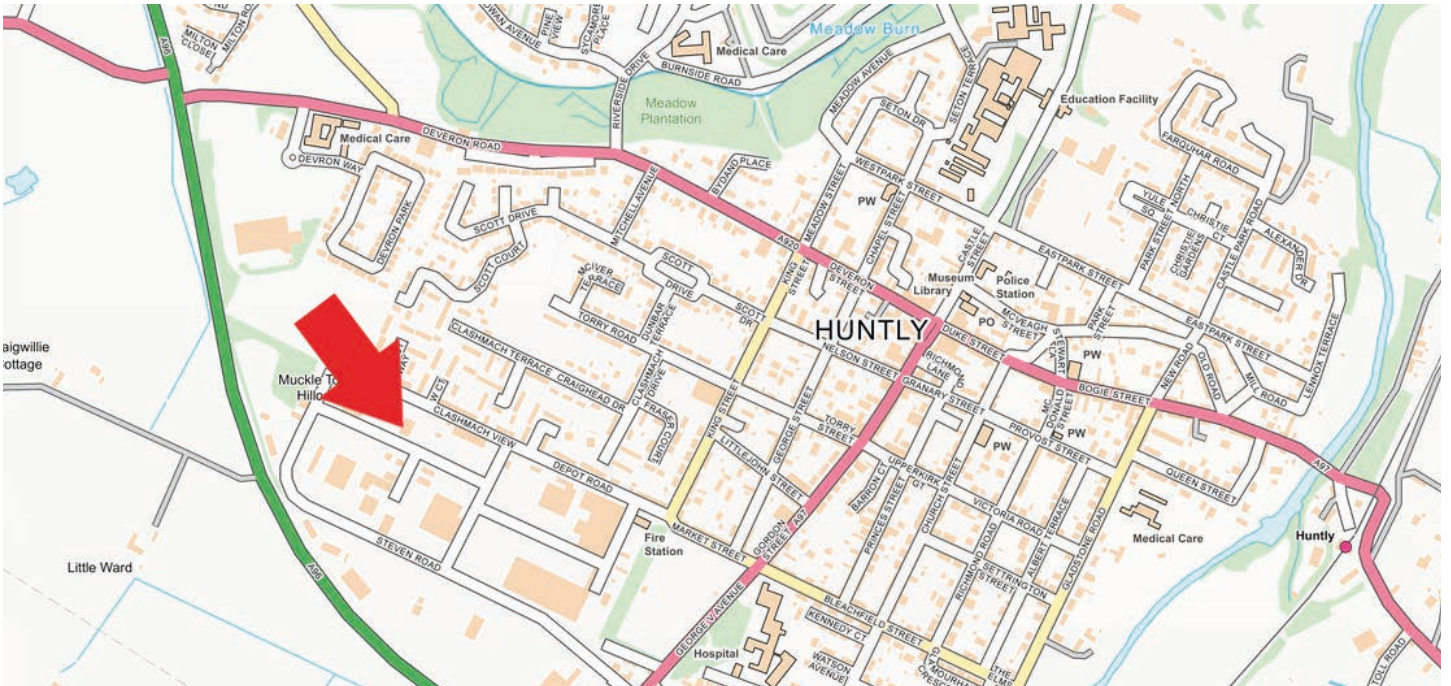 A96
MILTON CLOSE
MILTON
OWAN AVENUE
PINE VIEW
SYCAMORE PLACE
Medical Care
BURNSIDE ROAD
Meadow Burn
RIVERSIDE DRIVE
Meadow Plantation
MEADOW AVENUE
SETON DR
SETON TERRACE
Education Facility
FARQUHAR ROAD
Medical Care
DEVERON ROAD
DEVRON WAY
DEVRON PARK
BYDAND PLACE
MITCHELL AVENUE
SCOTT DRIVE
SCOTT COURT
A920
WESTPARK STREET
PW
MEADOW STREET
CHAPEL STREET
CASTLE STREET
YULE SQ
PARK STREET NORTH
CHRISTIE CT
CHRISTIE GARDENS
CASTLE PARK ROAD
ALEXANDER DR
EASTPARK STREET
EASTPARK STREET
MCIVER TERRACE
SCOTT DRIVE
SCOTT DR
KING STREET
DEVERON STREET
Museum
Library
Police Station
PO
MCVEAGH STREET
PARK STREET
HUNTLY
DUKE STREET
STEWART
PW
NEW ROAD
OLD ROAD
MILL ROAD
LENNOX TERRACE
TORRY ROAD
DUNBAR TERRACE
NELSON STREET
RICHMOND LANE
GRANARY STREET
BOGIE STREET
aigwillie
ottage
Muckle To
Hillo
WAY
W CT
CLASHMACH TERRACE
CRAIGHEAD DR
CLASHMACH DRIVE
FRASER COURT
CLASHMACH VIEW
KING STREET
GEORGE STREET
TORRY STREET
LITTLEJOHN STREET
MC DONALD STREET
PW
PW
PROVOST STREET
A97
QUEEN STREET
DEPOT ROAD
UPPERKIRK GT
BARRON CT
PRINCES STREET
CHURCH STREET
VICTORIA ROAD
ALBERT TERRACE
GLADSTONE ROAD
Medical Care
Huntly
Fire Station
MARKET STREET
GORDON STREET
A97
RICHMOND ROAD
SETTRINGTON STREET
STEVEN ROAD
A96
Little Ward
GEORGE V AVENUE
BLEACHFIELD STREET
KENNEDY CT
Hospital
WATSON AVENUE
THE ELMS
TOLL ROAD